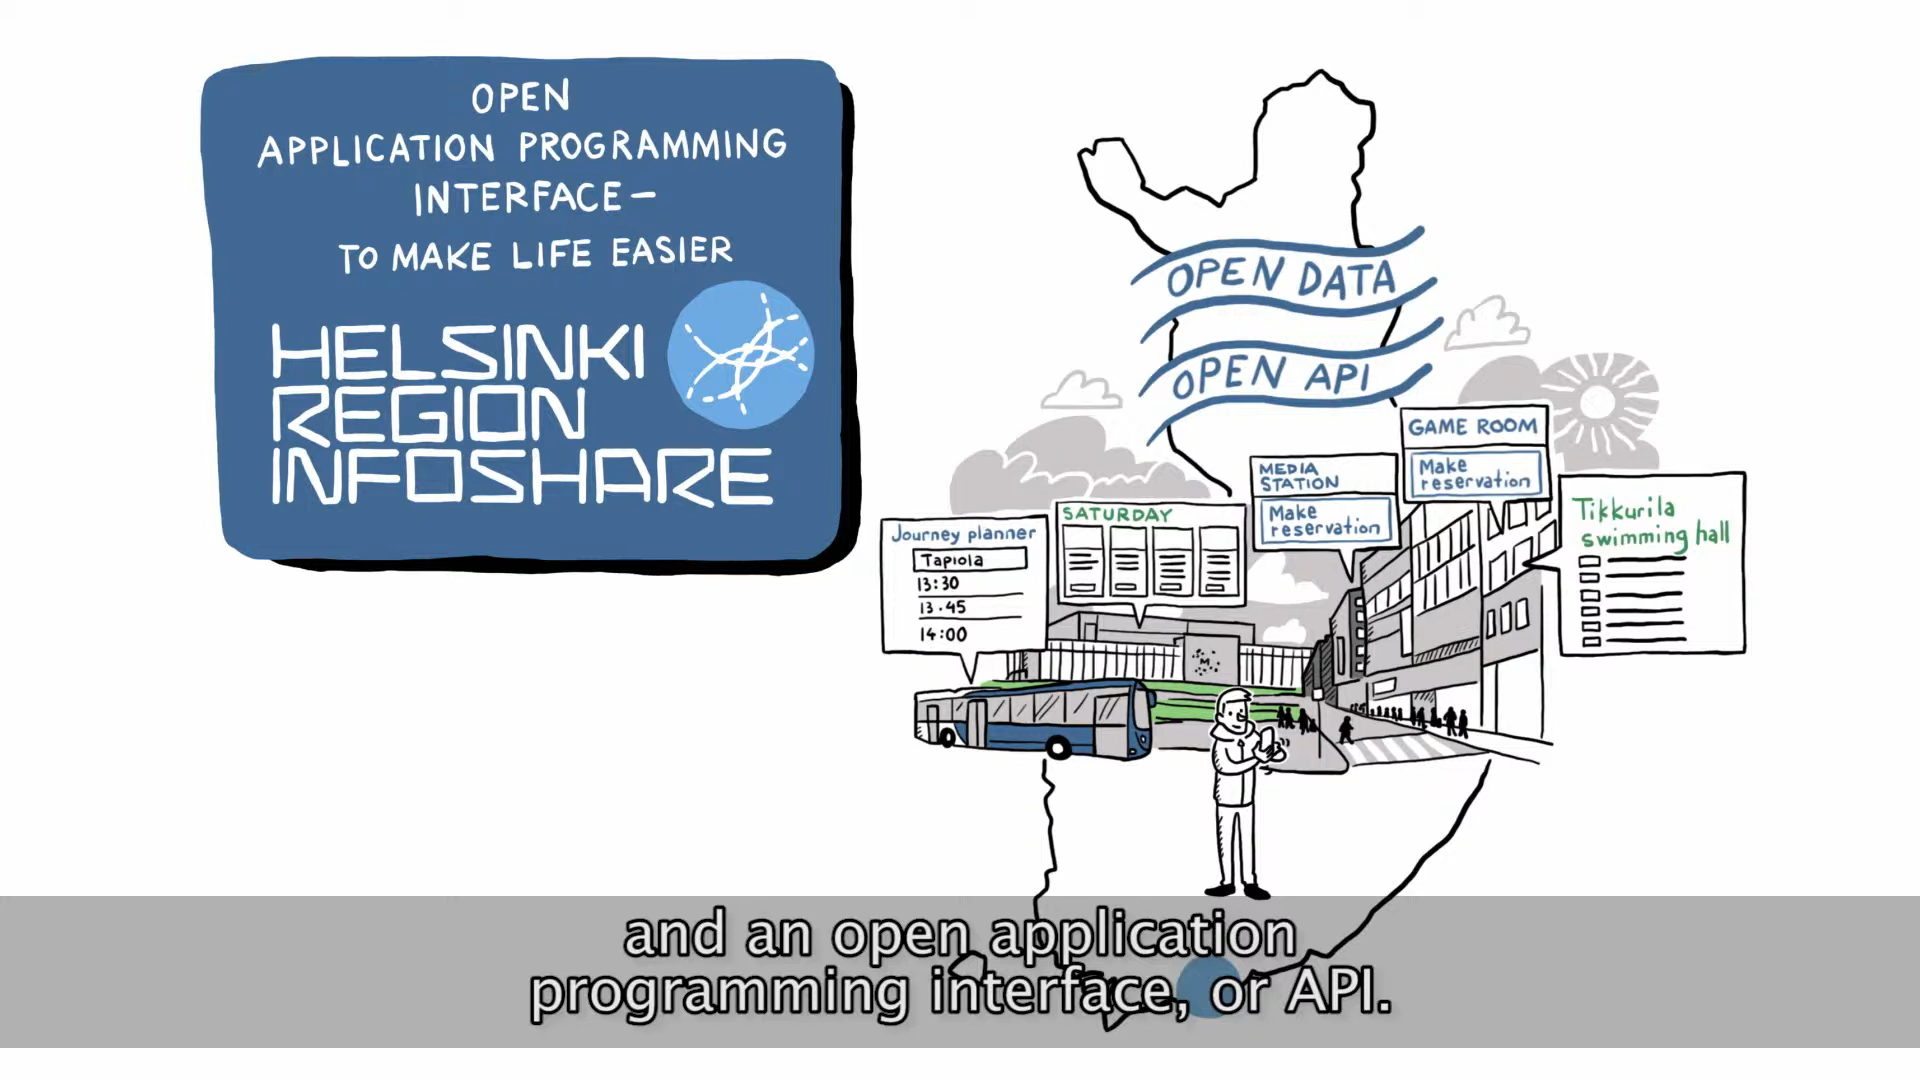 OPEN
APPLICATION PROGRAMMING
INTERFACE –
TO MAKE LIFE EASIER
HELSINKI
REGION
INFOSHARE
OPEN DATA
OPEN API
GAME ROOM
Make
reservation
MEDIA
STATION
Make
reservation
Tikkurila
swimming hall
SATURDAY
Journey planner
Tapiola
13:30
13.45
14:00
M
and an open application
programming interface, or API.